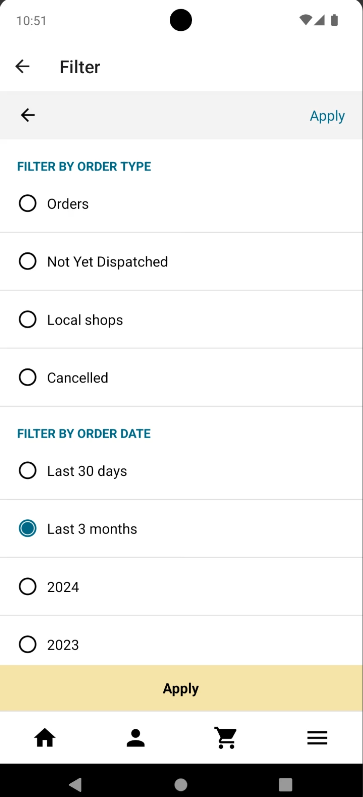 10:51
Filter
Apply
FILTER BY ORDER TYPE
Orders
Not Yet Dispatched
Local shops
Cancelled
FILTER BY ORDER DATE
Last 30 days
Last 3 months
2024
2023
Apply